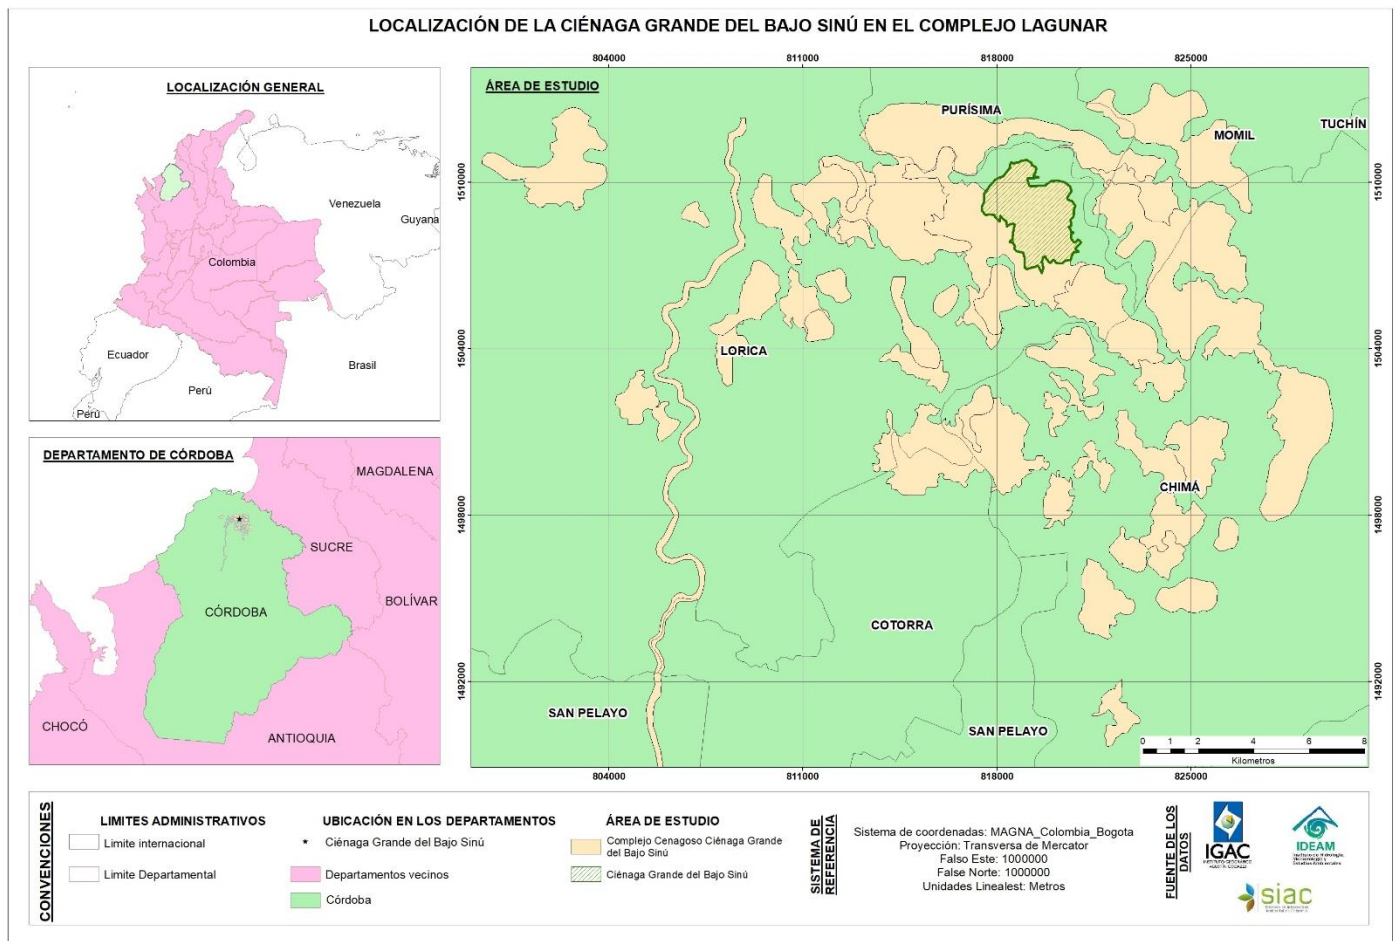 LOCALIZACIÓN DE LA CIÉNAGA GRANDE DEL BAJO SINÚ EN EL COMPLEJO LAGUNAR
LOCALIZACIÓN GENERAL
Venezuela
Guyana
Colombia
Ecuador
Brasil
Perú
Perú
DEPARTAMENTO DE CÓRDOBA
MAGDALENA
SUCRE
BOLÍVAR
CÓRDOBA
CHOCÓ
ANTIOQUIA
804000
811000
818000
825000
ÁREA DE ESTUDIO
PURÍSIMA
TUCHÍN
MOMIL
1510000
1510000
LORICA
1504000
1504000
CHIMÁ
1498000
1498000
COTORRA
1492000
1492000
SAN PELAYO
SAN PELAYO
0 1 2 4 6 8
Kilometros
804000
811000
818000
825000
CONVENCIONES
LIMITES ADMINISTRATIVOS
Limite internacional
Limite Departamental
UBICACIÓN EN LOS DEPARTAMENTOS
Ciénaga Grande del Bajo Sinú
Departamentos vecinos
Córdoba
ÁREA DE ESTUDIO
Complejo Cenagoso Ciénaga Grande
del Bajo Sinú
Ciénaga Grande del Bajo Sinú
SISTEMA DE
REFERENCIA
Sistema de coordenadas: MAGNA_Colombia_Bogota
Proyección: Transversa de Mercator
Falso Este: 1000000
False Norte: 1000000
Unidades Linealest: Metros
FUENTE DE LOS
DATOS
IGAC
IDEAM
siac